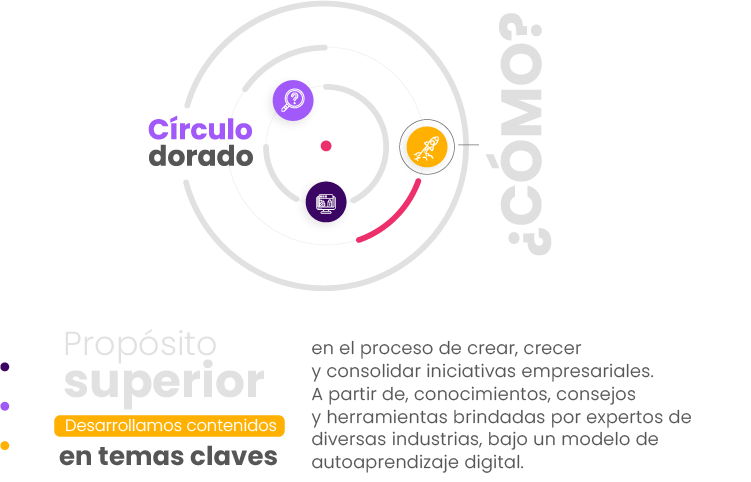 Círculo
dorado
¿CÓMO?
Propósito
superior
Desarrollamos contenidos
en temas claves
en el proceso de crear, crecer
y consolidar iniciativas empresariales.
A partir de, conocimientos, consejos
y herramientas brindadas por expertos de
diversas industrias, bajo un modelo de
autoaprendizaje digital.